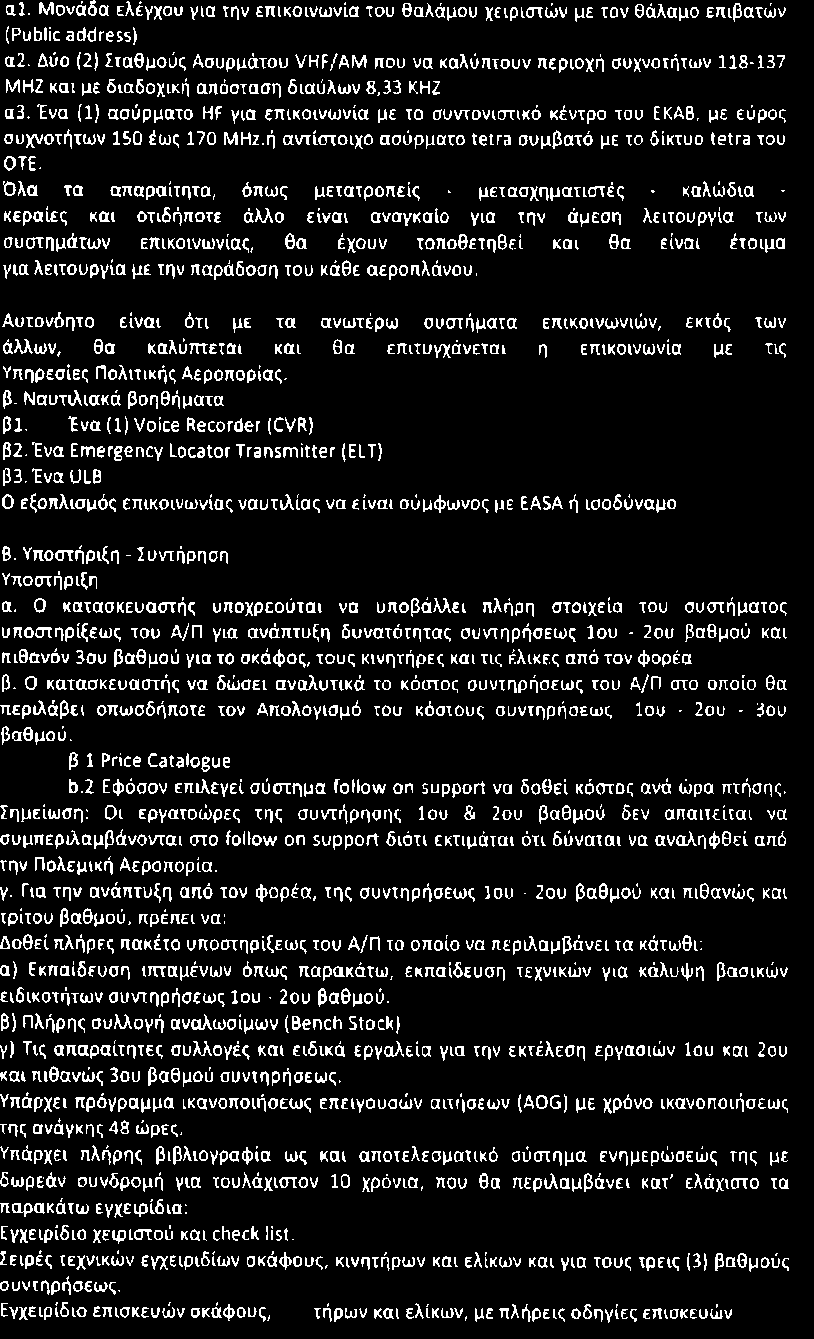 α1. Μονάδα ελέγχου για την επικοινωνία του θαλάμου χειριστών με τον θάλαμο επιβατών
(Public address)
α2. Δύο (2) Σταθμούς Ασυρμάτου VHF/AM που να καλύπτουν περιοχή συχνοτήτων 118-137
MHZ και με διαδοχική απόσταση διαύλων 8,33 KHZ
α3. Ένα (1) ασύρματο HF για επικοινωνία με το συντονιστικό κέντρο του ΕΚΑΒ, με εύρος
συχνοτήτων 150 έως 170 MHz.ή αντίστοιχο ασύρματο tetra συμβατό με το δίκτυο tetra του
ΟΤΕ.
Όλα τα απαραίτητα, όπως μετατροπείς - μετασχηματιστές - καλώδια -
κεραίες και οτιδήποτε άλλο είναι αναγκαίο για την άμεση λειτουργία των
συστημάτων επικοινωνίας, θα έχουν τοποθετηθεί και θα είναι έτοιμα
για λειτουργία με την παράδοση του κάθε αεροπλάνου.
Αυτονόητο είναι ότι με τα ανωτέρω συστήματα επικοινωνιών, εκτός των
άλλων, θα καλύπτεται και θα επιτυγχάνεται η επικοινωνία με τις
Υπηρεσίες Πολιτικής Αεροπορίας.
β. Ναυτιλιακά βοηθήματα
β1. Ένα (1) Voice Recorder (CVR)
β2. Ένα Emergency Locator Transmitter (ELT)
β3. Ένα ULB
Ο εξοπλισμός επικοινωνίας ναυτιλίας να είναι σύμφωνος με EASA ή ισοδύναμο
8. Υποστήριξη - Συντήρηση
Υποστήριξη
α. Ο κατασκευαστής υποχρεούται να υποβάλλει πλήρη στοιχεία του συστήματος
υποστηρίξεως του Α/Π για ανάπτυξη δυνατότητας συντηρήσεως 1ου - 2ου βαθμού και
πιθανόν 3ου βαθμού για το σκάφος, τους κινητήρες και τις έλικες από τον φορέα
β. Ο κατασκευαστής να δώσει αναλυτικά το κόστος συντηρήσεως του Α/Π στο οποίο θα
περιλάβει οπωσδήποτε τον Απολογισμό του κόστους συντηρήσεως 1ου - 2ου - 3ου
βαθμού.
β 1 Price Catalogue
b.2 Εφόσον επιλεγεί σύστημα follow on support να δοθεί κόστος ανά ώρα πτήσης.
Σημείωση: Οι εργατοώρες της συντήρησης 1ου & 2ου βαθμού δεν απαιτείται να
συμπεριλαμβάνονται στο follow on support διότι εκτιμάται ότι δύναται να αναληφθεί από
την Πολεμική Αεροπορία.
γ. Για την ανάπτυξη από τον φορέα, της συντηρήσεως 1ου - 2ου βαθμού και πιθανώς και
τρίτου βαθμού, πρέπει να:
Δοθεί πλήρες πακέτο υποστηρίξεως του Α/Π το οποίο να περιλαμβάνει τα κάτωθι:
α) Εκπαίδευση ιπταμένων όπως παρακάτω, εκπαίδευση τεχνικών για κάλυψη βασικών
ειδικοτήτων συντηρήσεως 1ου - 2ου βαθμού.
β) Πλήρης συλλογή αναλωσίμων (Bench Stock)
γ) Τις απαραίτητες συλλογές και ειδικά εργαλεία για την εκτέλεση εργασιών 1ου και 2ου
και πιθανώς 3ου βαθμού συντηρήσεως.
Υπάρχει πρόγραμμα ικανοποιήσεως επειγουσών αιτήσεων (AOG) με χρόνο ικανοποιήσεως
της ανάγκης 48 ώρες.
Υπάρχει πλήρης βιβλιογραφία ως και αποτελεσματικό σύστημα ενημερώσεώς της με
δωρεάν συνδρομή για τουλάχιστον 10 χρόνια, που θα περιλαμβάνει κατ' ελάχιστο τα
παρακάτω εγχειρίδια:
Εγχειρίδιο χειριστού και check list.
Σειρές τεχνικών εγχειριδίων σκάφους, κινητήρων και ελίκων και για τους τρεις (3) βαθμούς
συντηρήσεως.
Εγχειρίδιο επισκευών σκάφους, τήρων και ελίκων, με πλήρεις οδηγίες επισκευών